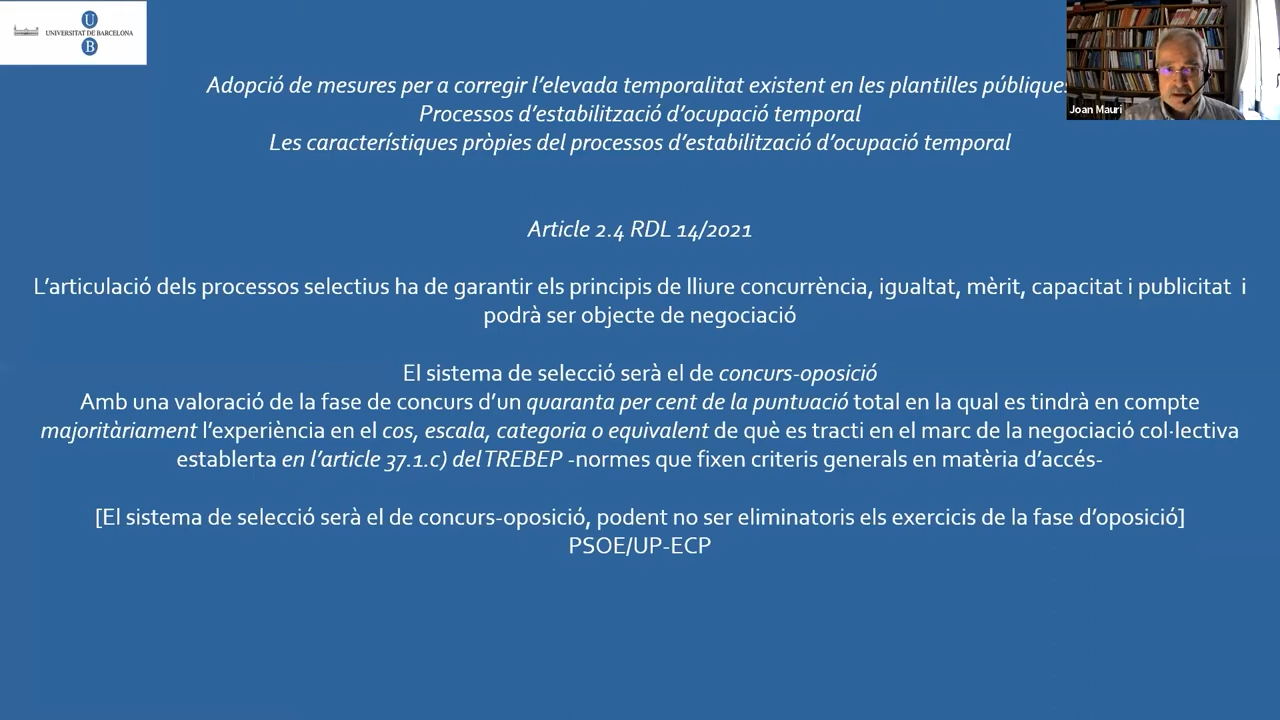 U
UNIVERSITAT DE BARCELONA
B
Joan Mauri
Adopció de mesures per a corregir l'elevada temporalitat existent en les plantilles públiques
Processos d'estabilització d'ocupació temporal
Les característiques pròpies del processos d'estabilització d'ocupació temporal
Article 2.4 RDL 14/2021
L'articulació dels processos selectius ha de garantir els principis de lliure concurrència, igualtat, mèrit, capacitat i publicitat i
podrà ser objecte de negociació
El sistema de selecció serà el de concurs-oposició
Amb una valoració de la fase de concurs d'un quaranta per cent de la puntuació total en la qual es tindrà en compte
majoritàriament l'experiència en el cos, escala, categoria o equivalent de què es tracti en el marc de la negociació col·lectiva
establerta en l'article 37.1.c) del TREBEP -normes que fixen criteris generals en matèria d'accés-
[El sistema de selecció serà el de concurs-oposició, podent no ser eliminatoris els exercicis de la fase d'oposició]
PSOE/UP-ECP